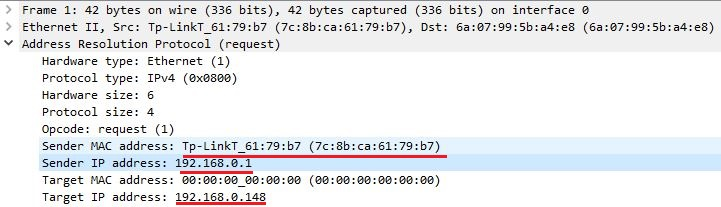 Frame 1: 42 bytes on wire (336 bits), 42 bytes captured (336 bits) on interface 0
Ethernet II, Src: Tp-LinkT_61:79:b7 (7c:8b:ca:61:79:b7), Dst: 6a:07:99:5b:a4:e8 (6a:07:99:5b:a4:e8)
Address Resolution Protocol (request)
Hardware type: Ethernet (1)
Protocol type: IPv4 (0x0800)
Hardware size: 6
Protocol size: 4
Opcode: request (1)
Sender MAC address: Tp-LinkT_61:79:b7 (7c:8b:ca:61:79:b7)
Sender IP address: 192.168.0.1
Target MAC address: 00:00:00_00:00:00 (00:00:00:00:00:00)
Target IP address: 192.168.0.148